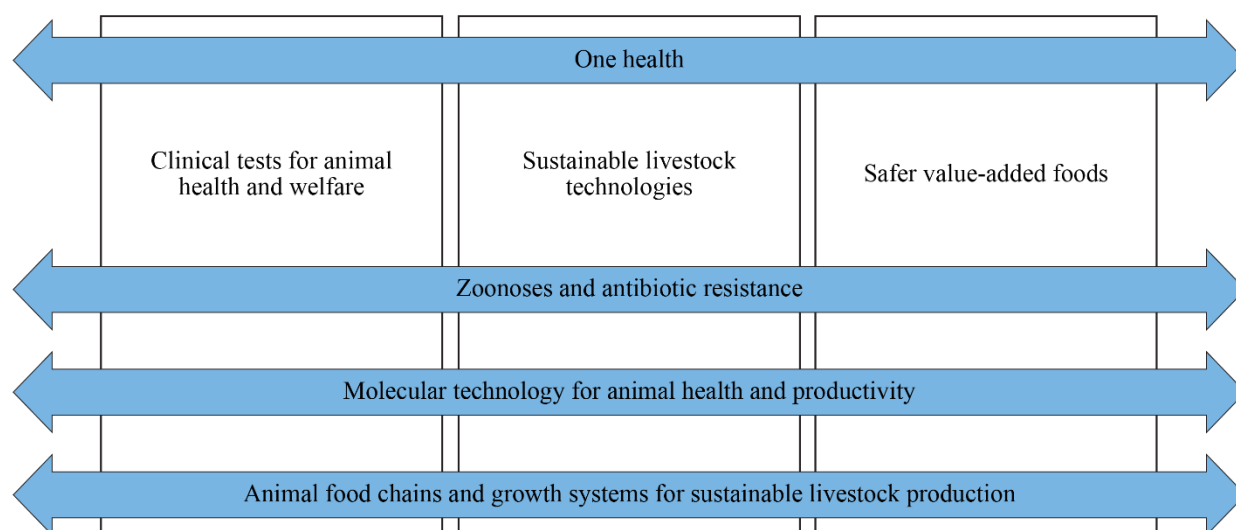 One health
Clinical tests for animal
health and welfare
Sustainable livestock
technologies
Safer value-added foods
Zoonoses and antibiotic resistance
Molecular technology for animal health and productivity
Animal food chains and growth systems for sustainable livestock production